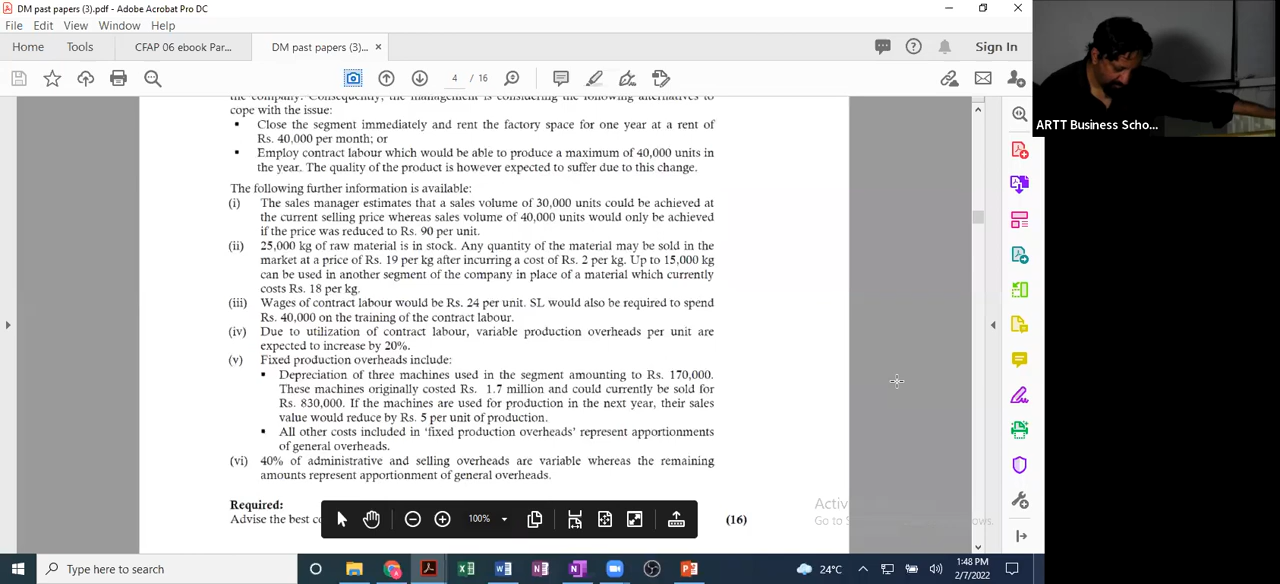 DM past papers (3).pdf - Adobe Acrobat Pro DC
File Edit View Window Help
Home Tools CFAP 06 ebook Par... DM past papers (3)... ×
Sign In
4 / 16
ARTT Business Scho...
the company. Consequently, the management is considering the following alternatives to
cope with the issue:
▪ Close the segment immediately and rent the factory space for one year at a rent of
Rs. 40,000 per month; or
▪ Employ contract labour which would be able to produce a maximum of 40,000 units in
the year. The quality of the product is however expected to suffer due to this change.
The following further information is available:
(i) The sales manager estimates that a sales volume of 30,000 units could be achieved at
the current selling price whereas sales volume of 40,000 units would only be achieved
if the price was reduced to Rs. 90 per unit.
(ii) 25,000 kg of raw material is in stock. Any quantity of the material may be sold in the
market at a price of Rs. 19 per kg after incurring a cost of Rs. 2 per kg. Up to 15,000 kg
can be used in another segment of the company in place of a material which currently
costs Rs. 18 per kg.
(iii) Wages of contract labour would be Rs. 24 per unit. SL would also be required to spend
Rs. 40,000 on the training of the contract labour.
(iv) Due to utilization of contract labour, variable production overheads per unit are
expected to increase by 20%.
(v) Fixed production overheads include:
▪ Depreciation of three machines used in the segment amounting to Rs. 170,000.
These machines originally costed Rs. 1.7 million and could currently be sold for
Rs. 830,000. If the machines are used for production in the next year, their sales
value would reduce by Rs. 5 per unit of production.
▪ All other costs included in 'fixed production overheads' represent apportionments
of general overheads.
(vi) 40% of administrative and selling overheads are variable whereas the remaining
amounts represent apportionment of general overheads.
Required:
Advise the best
(16)
100%
Activ
Go to S
Type here to search
24°C
1:48 PM
2/7/2022